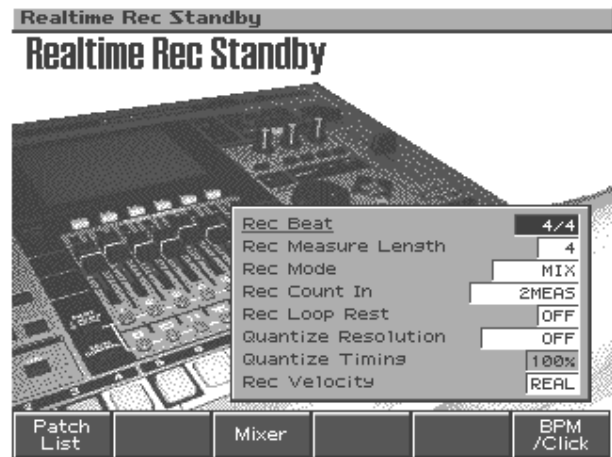 Realtime Rec Standby
Realtime Rec Standby
Rec Beat 4/4
Rec Measure Length 4
Rec Mode MIX
Rec Count In 2MEAS
Rec Loop Rest OFF
Quantize Resolution OFF
Quantize Timing 100%
Rec Velocity REAL
Patch List
Mixer
BPM /Click